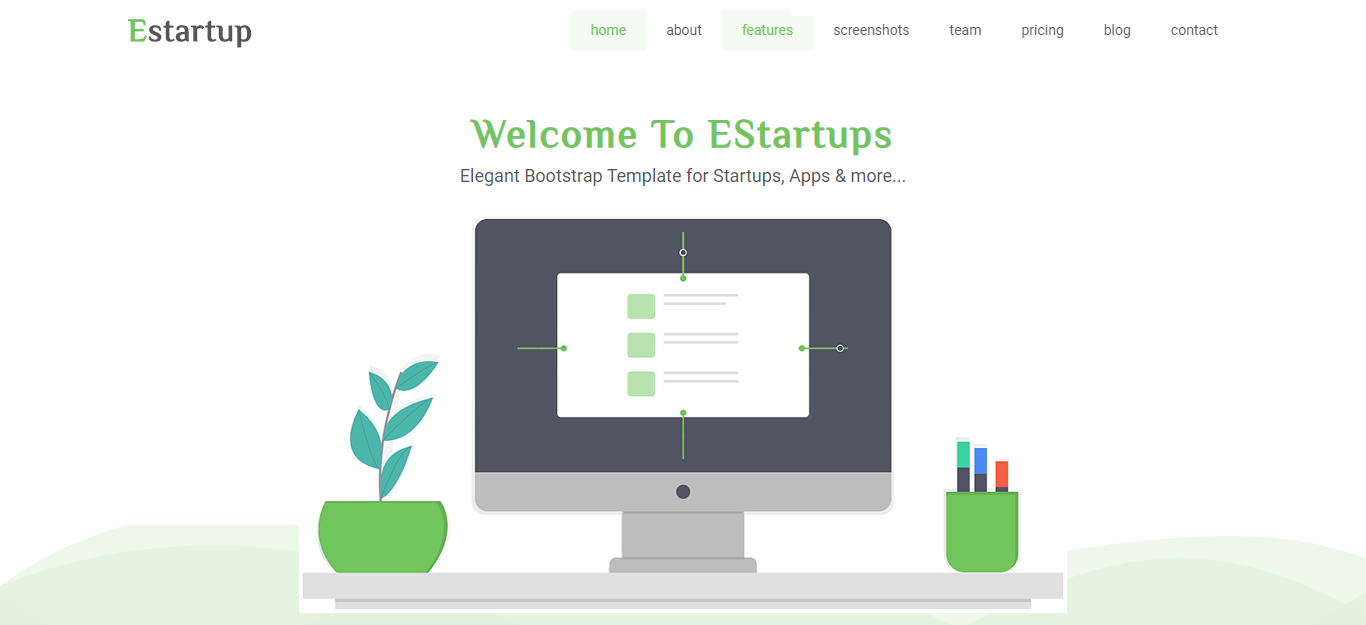 Estartup
home about features screenshots team pricing blog contact
Welcome To EStartups
Elegant Bootstrap Template for Startups, Apps & more...